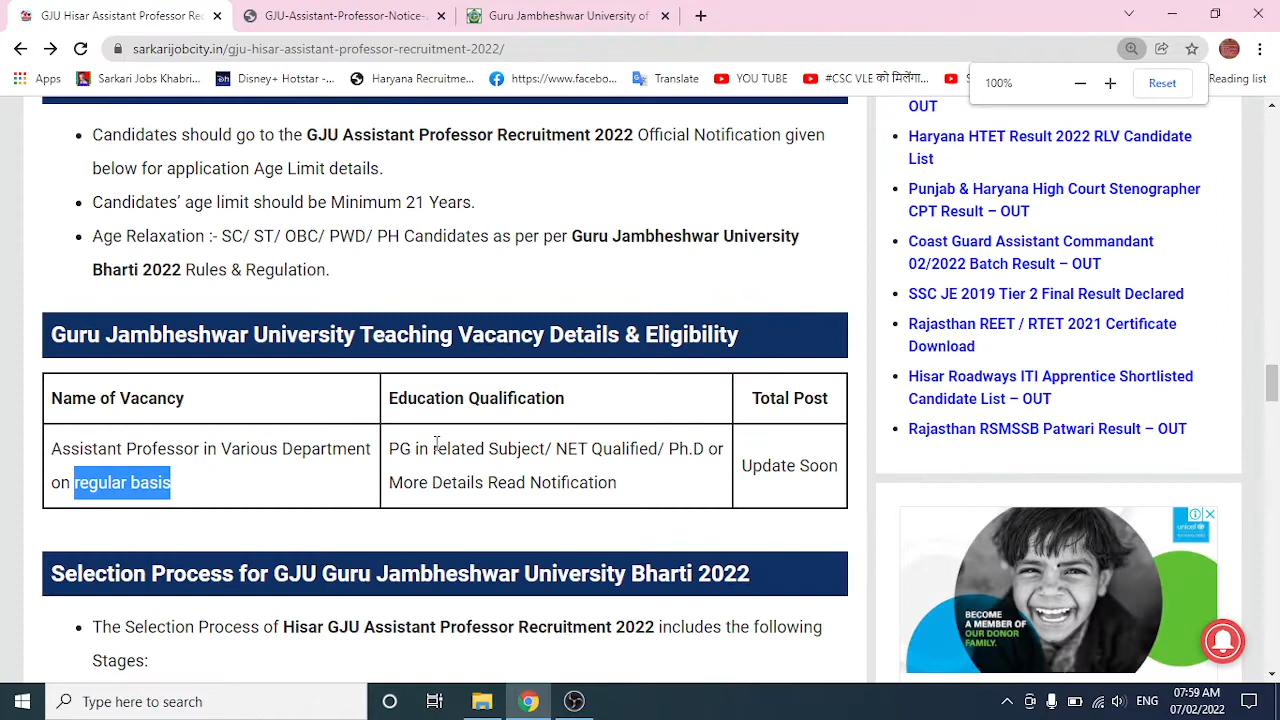 GJU Hisar Assistant Professor Rec
GJU-Assistant-Professor-Notice-
Guru Jambheshwar University of
sarkarijobcity.in/gju-hisar-assistant-professor-recruitment-2022/
Apps
Sarkari Jobs Khabri...
Disney+ Hotstar -...
Haryana Recruitme...
https://www.facebo...
Translate
YOU TUBE
#CSC VLE को मिलेंगा...
Reading list
100%
Reset
Candidates should go to the GJU Assistant Professor Recruitment 2022 Official Notification given
below for application Age Limit details.
Candidates’ age limit should be Minimum 21 Years.
Age Relaxation :- SC/ ST/ OBC/ PWD/ PH Candidates as per per Guru Jambheshwar University
Bharti 2022 Rules & Regulation.
Guru Jambheshwar University Teaching Vacancy Details & Eligibility
Name of Vacancy
Education Qualification
Total Post
Assistant Professor in Various Department
on regular basis
PG in related Subject/ NET Qualified/ Ph.D or
More Details Read Notification
Update Soon
Selection Process for GJU Guru Jambheshwar University Bharti 2022
The Selection Process of Hisar GJU Assistant Professor Recruitment 2022 includes the following
Stages:
OUT
Haryana HTET Result 2022 RLV Candidate
List
Punjab & Haryana High Court Stenographer
CPT Result – OUT
Coast Guard Assistant Commandant
02/2022 Batch Result – OUT
SSC JE 2019 Tier 2 Final Result Declared
Rajasthan REET / RTET 2021 Certificate
Download
Hisar Roadways ITI Apprentice Shortlisted
Candidate List – OUT
Rajasthan RSMSSB Patwari Result – OUT
unicef
BECOME
A MEMBER OF
OUR DONOR
FAMILY.
Type here to search
ENG
07:59 AM
07/02/2022